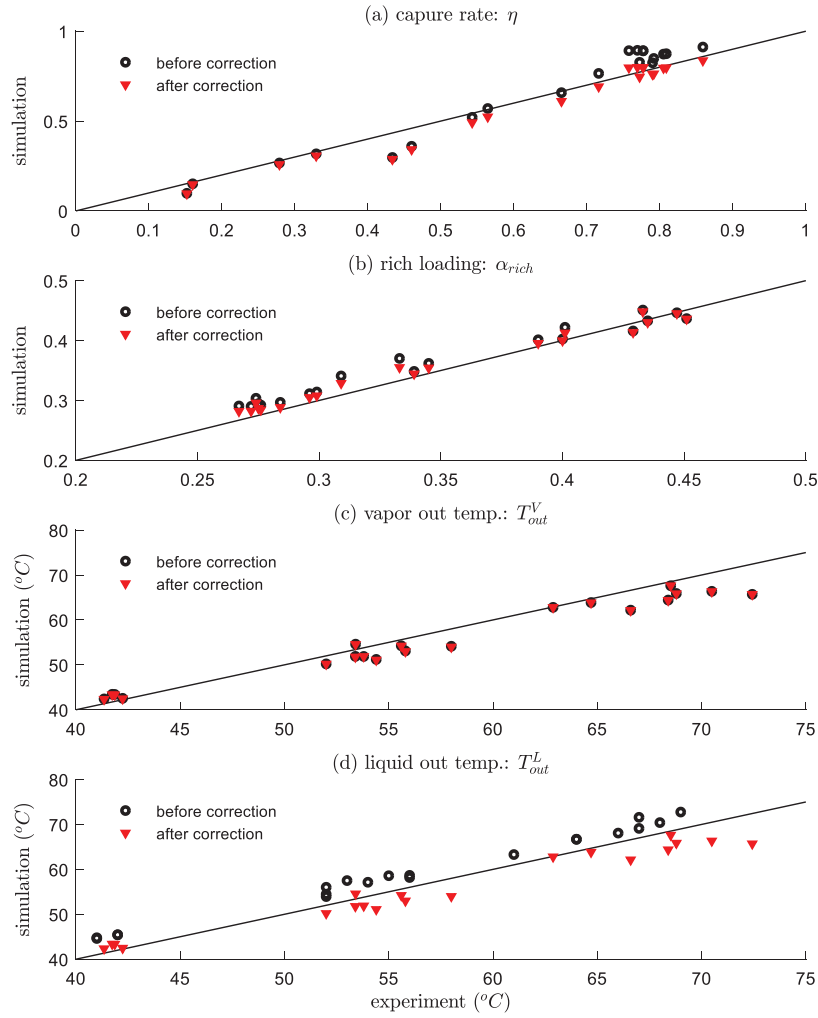 (a) capure rate: η
1
0.5
0
simulation
before correction
after correction
0 0.1 0.2 0.3 0.4 0.5 0.6 0.7 0.8 0.9 1
(b) rich loading: α_rich
0.5
0.4
0.3
0.2
simulation
before correction
after correction
0.2 0.25 0.3 0.35 0.4 0.45 0.5
(c) vapor out temp.: T^V_out
80
70
60
50
40
simulation (°C)
before correction
after correction
40 45 50 55 60 65 70 75
(d) liquid out temp.: T^L_out
80
70
60
50
40
simulation (°C)
before correction
after correction
40 45 50 55 60 65 70 75
experiment (°C)